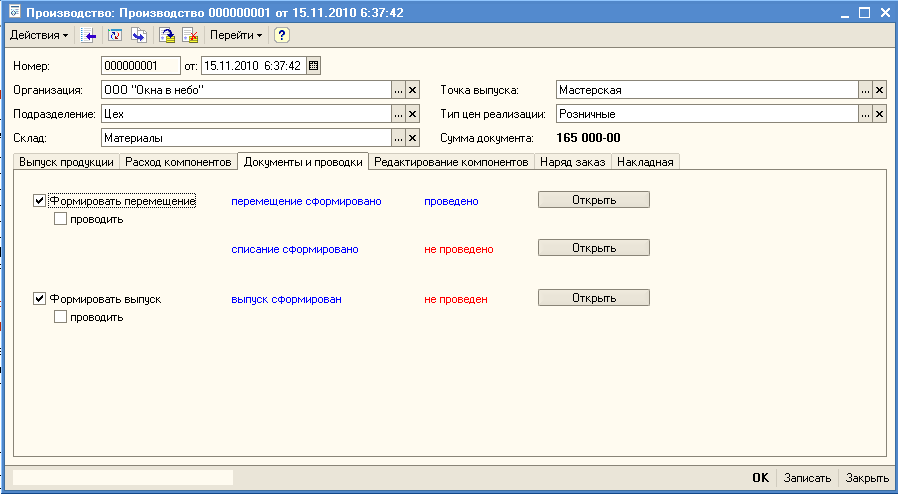 Производство: Производство 000000001 от 15.11.2010 6:37:42
Действия Перейти ?
Номер: 000000001 от: 15.11.2010 6:37:42
Организация: ООО "Окна в небо" ... Точка выпуска: Мастерская ...
Подразделение: Цех ... Тип цен реализации: Розничные ...
Склад: Материалы ... Сумма документа: 165 000-00
Выпуск продукции Расход компонентов Документы и проводки Редактирование компонентов Наряд заказ Накладная
Формировать перемещение перемещение сформировано проведено Открыть
проводить
списание сформировано не проведено Открыть
Формировать выпуск выпуск сформирован не проведен Открыть
проводить
OK Записать Закрыть